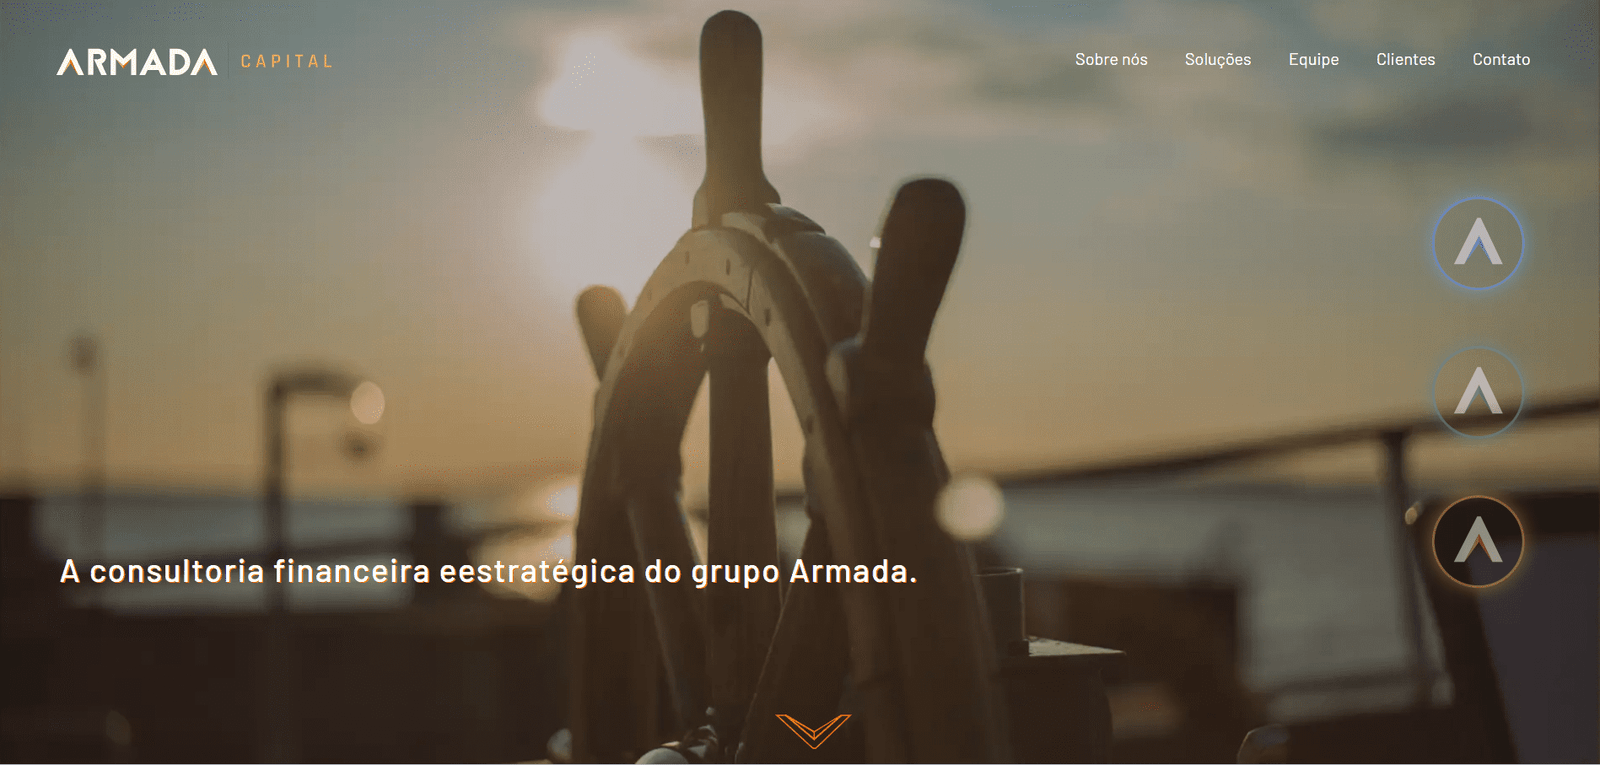 ARMADA CAPITAL
Sobre nós Soluções Equipe Clientes Contato
A consultoria financeira eestratégica do grupo Armada.